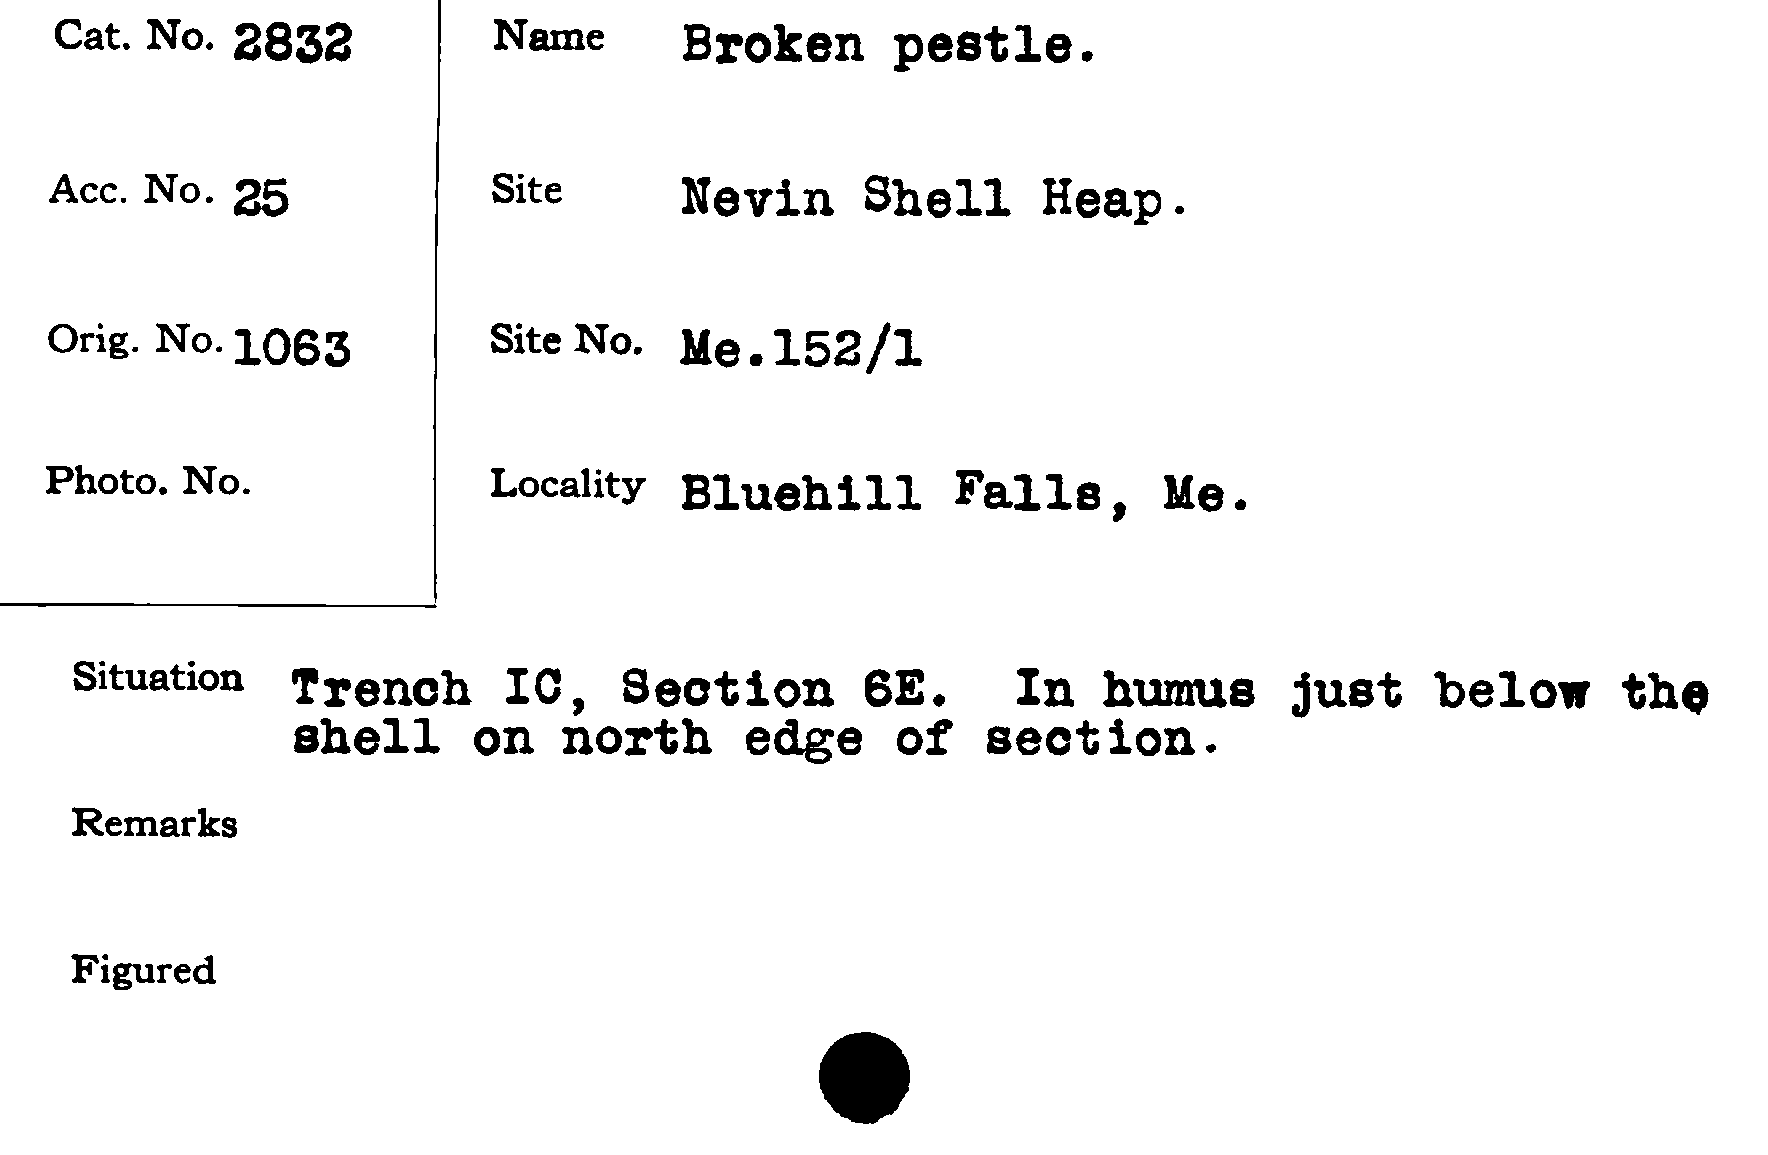 Cat. No. 2832
Name Broken pestle.
Acc. No. 25
Site Nevin Shell Heap.
Orig. No. 1063
Site No. Me.152/1
Photo. No.
Locality Bluehill Falls, Me.
Situation Trench IC, Section 6E. In humus just below the
shell on north edge of section.
Remarks
Figured